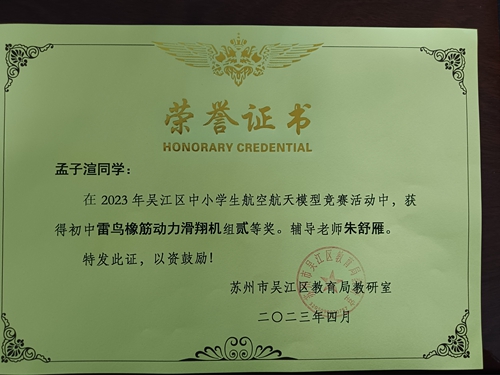 荣誉证书
HONORARY CREDENTIAL
孟子渲同学：
在 2023 年吴江区中小学生航空航天模型竞赛活动中，获
得初中雷鸟橡筋动力滑翔机组贰等奖。辅导老师朱舒雁。
特发此证，以资鼓励！
苏州市吴江区教育局教研室
二〇二三年四月